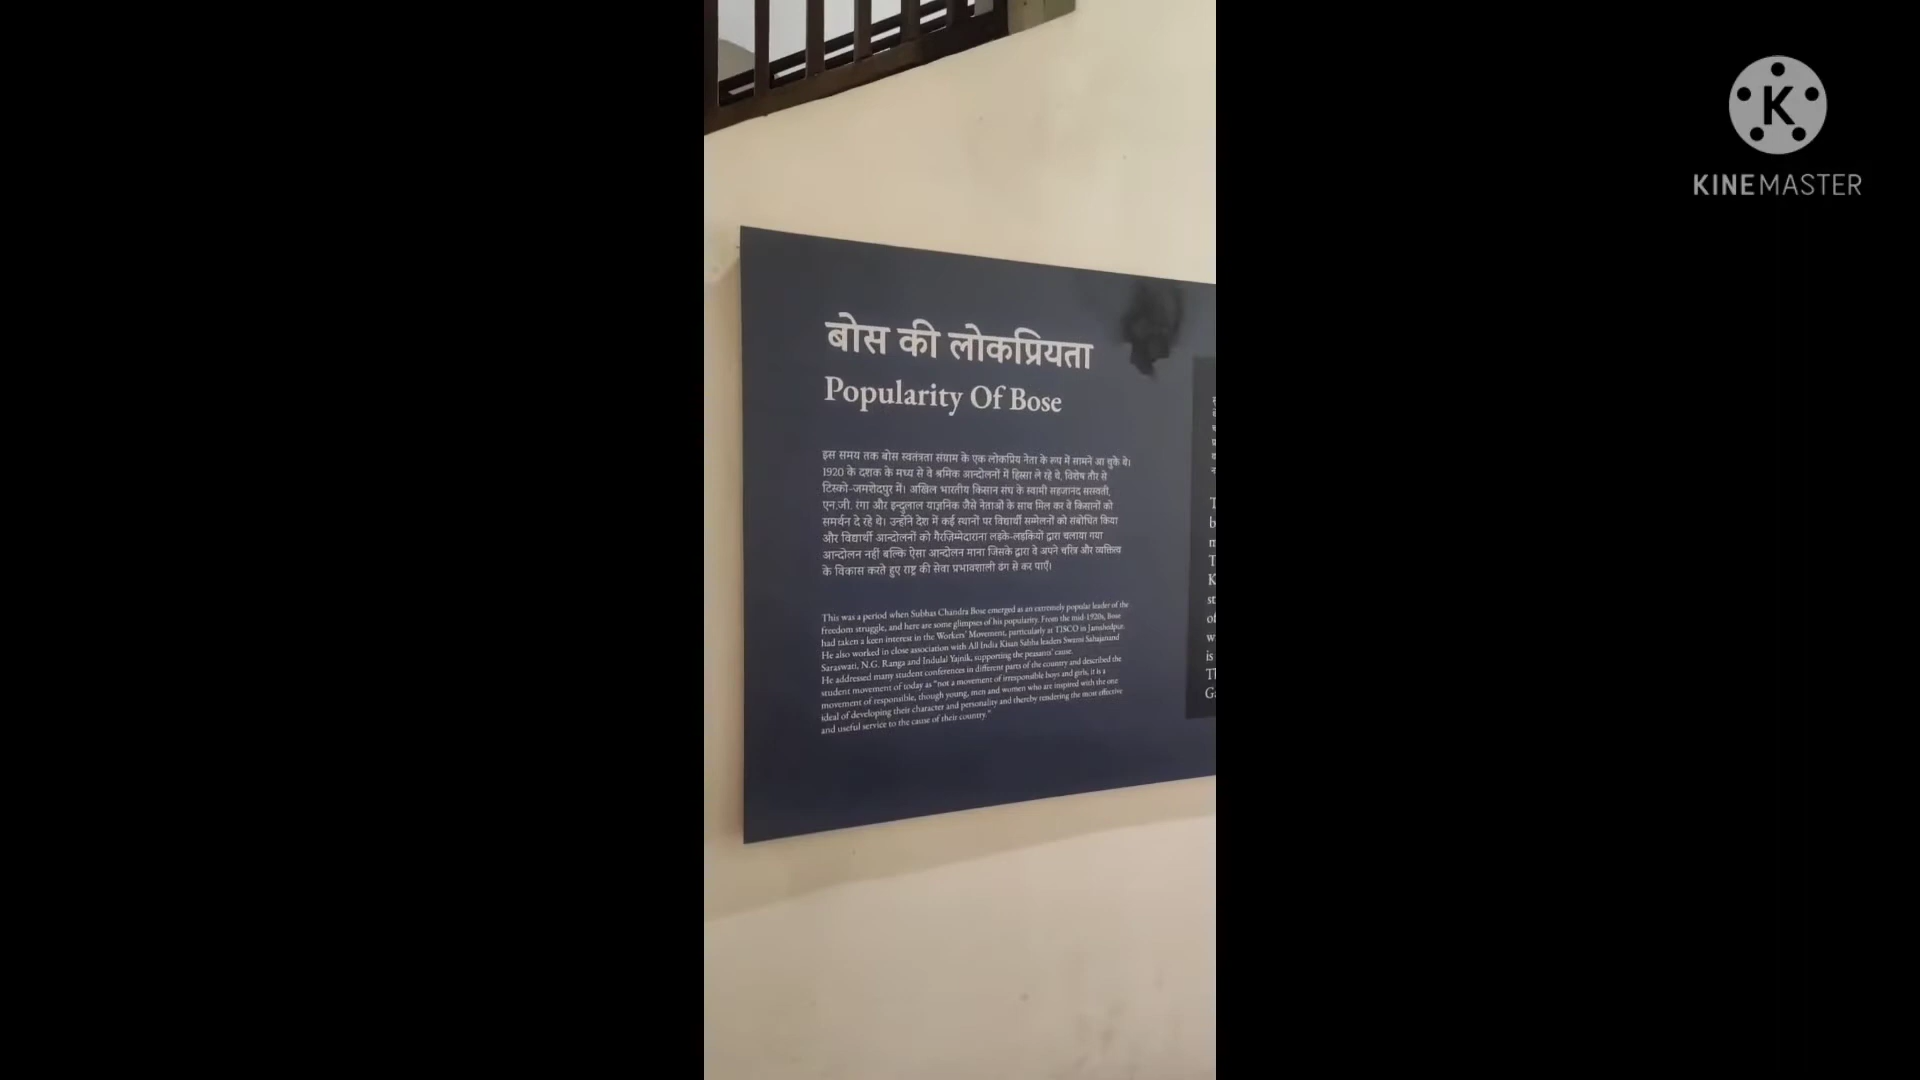 KINEMASTER
बोस की लोकप्रियता
Popularity Of Bose
इस समय तक बोस स्वतंत्रता संग्राम के एक लोकप्रिय नेता के रूप में सामने आ चुके थे।
1920 के दशक के मध्य से वे श्रमिक आन्दोलनों में हिस्सा ले रहे थे, विशेष तौर से
टिस्को-जमशेदपुर में। अखिल भारतीय किसान संघ के स्वामी सहजानंद सरस्वती,
एन.जी. रंगा और इन्दुलाल याज्ञनिक जैसे नेताओं के साथ मिल कर वे किसानों को
समर्थन दे रहे थे। उन्होंने देश में कई स्थानों पर विद्यार्थी सम्मेलनों को संबोधित किया
और विद्यार्थी आन्दोलनों को गैरज़िम्मेदाराना लड़के-लड़कियों द्वारा चलाया गया
आन्दोलन नहीं बल्कि ऐसा आन्दोलन माना जिसके द्वारा वे अपने चरित्र और व्यक्तित्व
के विकास करते हुए राष्ट्र की सेवा प्रभावशाली ढंग से कर पाएँ।
This was a period when Subhas Chandra Bose emerged as an extremely popular leader of the
freedom struggle, and here are some glimpses of his popularity. From the mid-1920s, Bose
had taken a keen interest in the Workers' Movement, particularly at TISCO in Jamshedpur.
He also worked in close association with All India Kisan Sabha leaders Swami Sahajanand
Saraswati, N.G. Ranga and Indulal Yajnik, supporting the peasants' cause.
He addressed many student conferences in different parts of the country and described the
student movement of today as "not a movement of irresponsible boys and girls, it is a
movement of responsible, though young, men and women who are inspired with the one
ideal of developing their character and personality and thereby rendering the most effective
and useful service to the cause of their country."